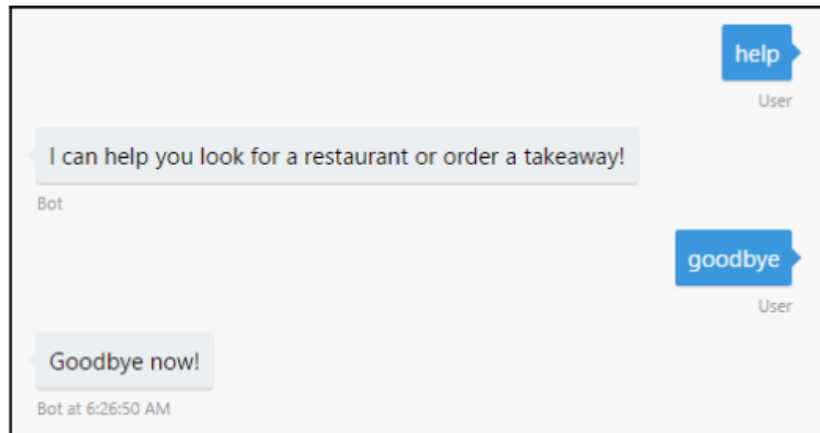 help
User
I can help you look for a restaurant or order a takeaway!
Bot
goodbye
User
Goodbye now!
Bot at 6:26:50 AM